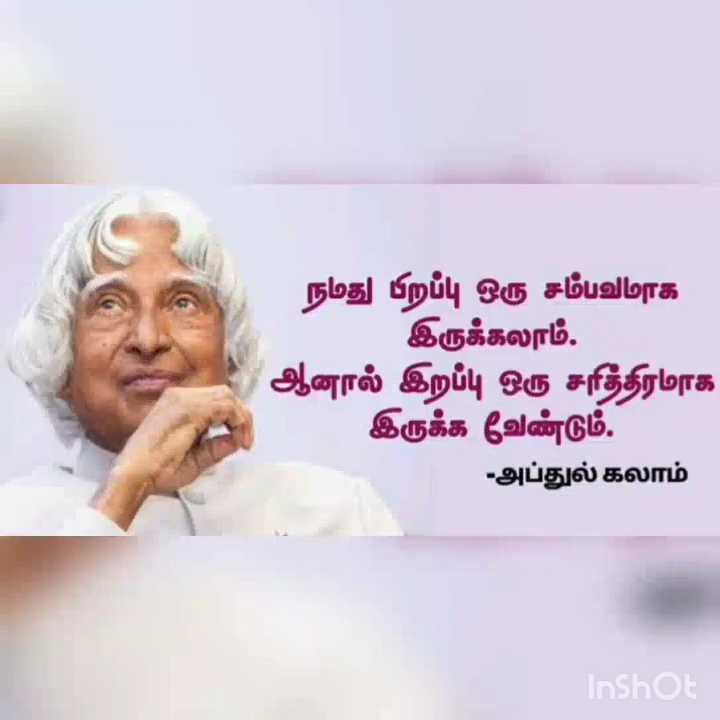 நமது பிறப்பு ஒரு சம்பவமாக
இருக்கலாம்.
ஆனால் இறப்பு ஒரு சரித்திரமாக
இருக்க வேண்டும்.
-அப்துல் கலாம்
InShOt